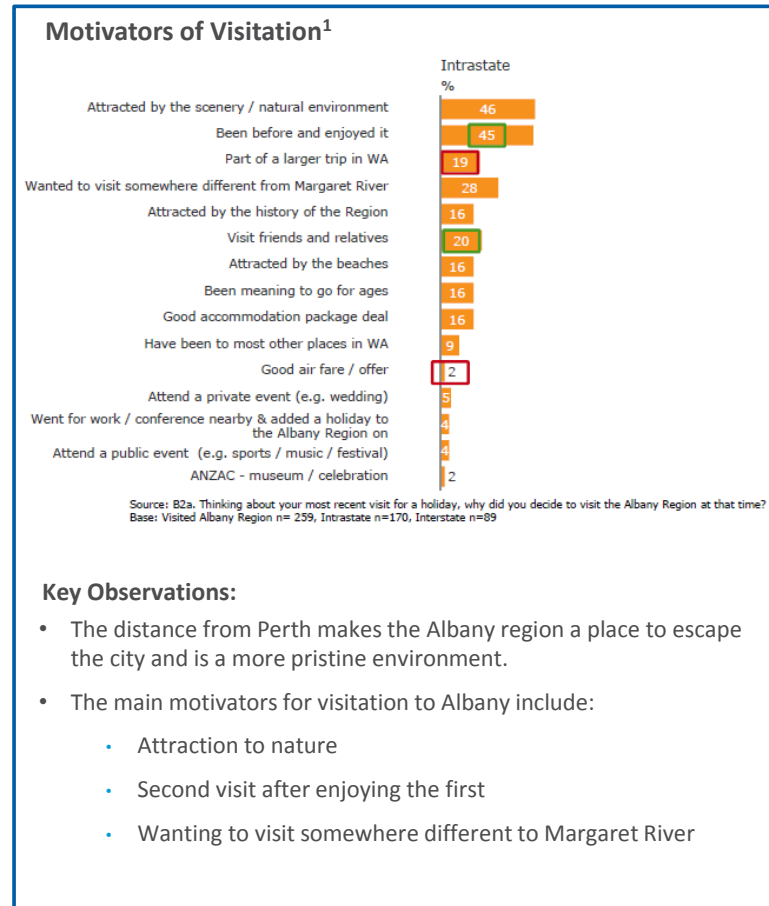 Motivators of Visitation¹
Intrastate
%
Attracted by the scenery / natural environment 46
Been before and enjoyed it 45
Part of a larger trip in WA 19
Wanted to visit somewhere different from Margaret River 28
Attracted by the history of the Region 16
Visit friends and relatives 20
Attracted by the beaches 16
Been meaning to go for ages 16
Good accommodation package deal 16
Have been to most other places in WA 9
Good air fare / offer 2
Attend a private event (e.g. wedding) 5
Went for work / conference nearby & added a holiday to
the Albany Region on 4
Attend a public event (e.g. sports / music / festival) 4
ANZAC - museum / celebration 2
Source: B2a. Thinking about your most recent visit for a holiday, why did you decide to visit the Albany Region at that time?
Base: Visited Albany Region n= 259, Intrastate n=170, Interstate n=89
Key Observations:
• The distance from Perth makes the Albany region a place to escape
the city and is a more pristine environment.
• The main motivators for visitation to Albany include:
• Attraction to nature
• Second visit after enjoying the first
• Wanting to visit somewhere different to Margaret River